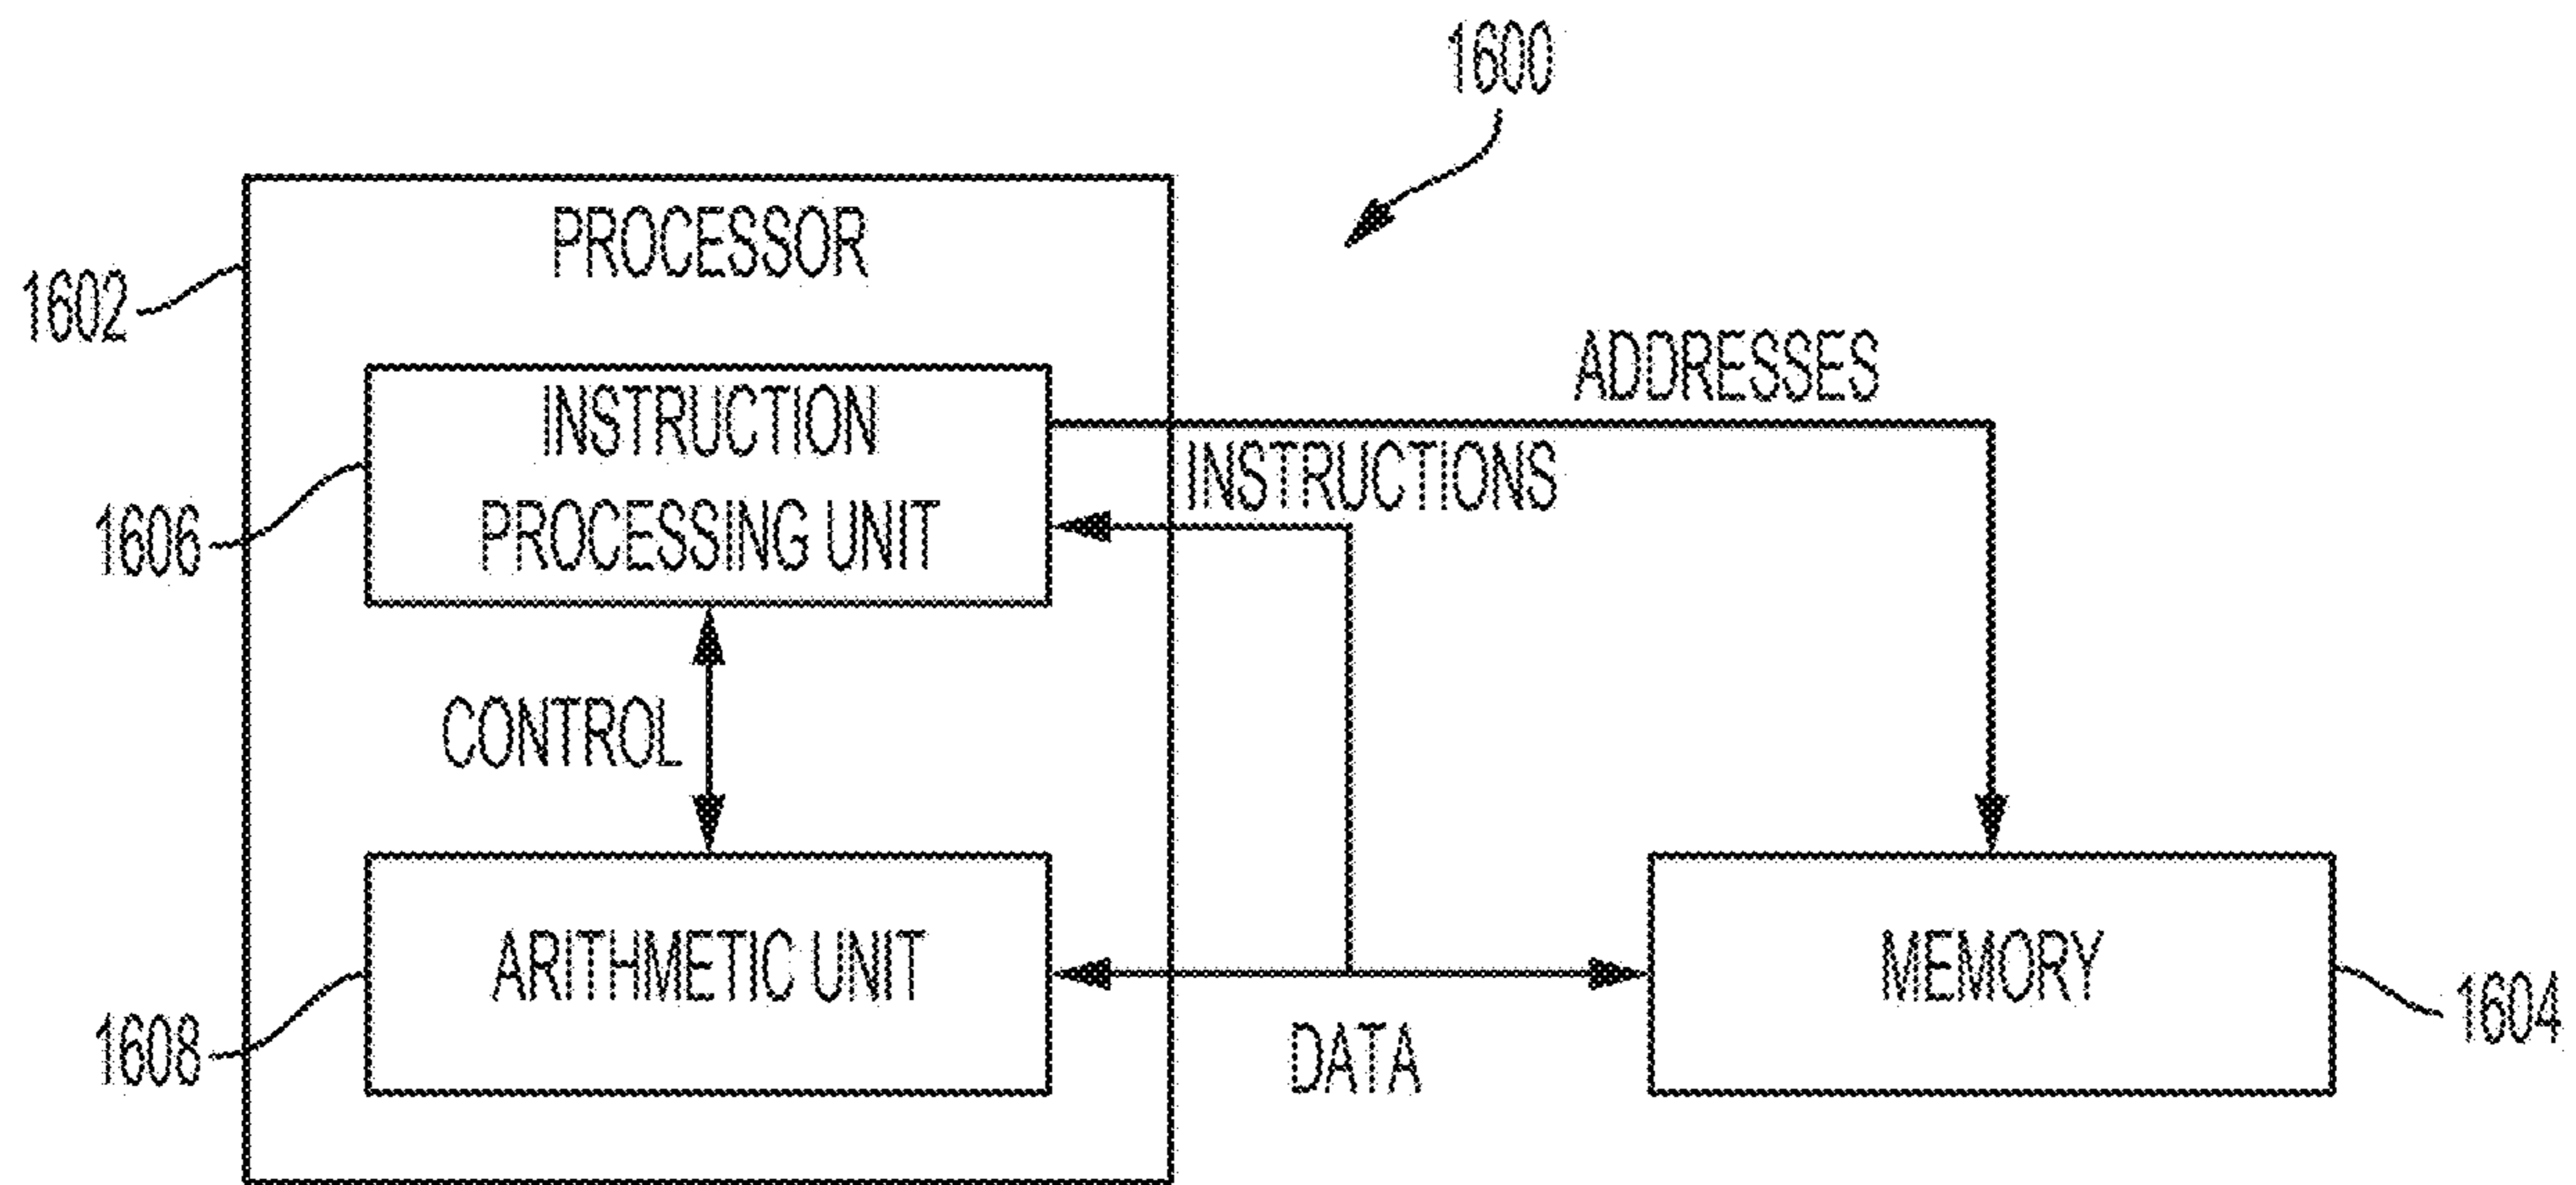 1600
PROCESSOR
1602
ADDRESSES
INSTRUCTION
INSTRUCTIONS
PROCESSING UNIT
1606
CONTROL
ARITHMETIC UNIT
MEMORY
1604
1608
DATA